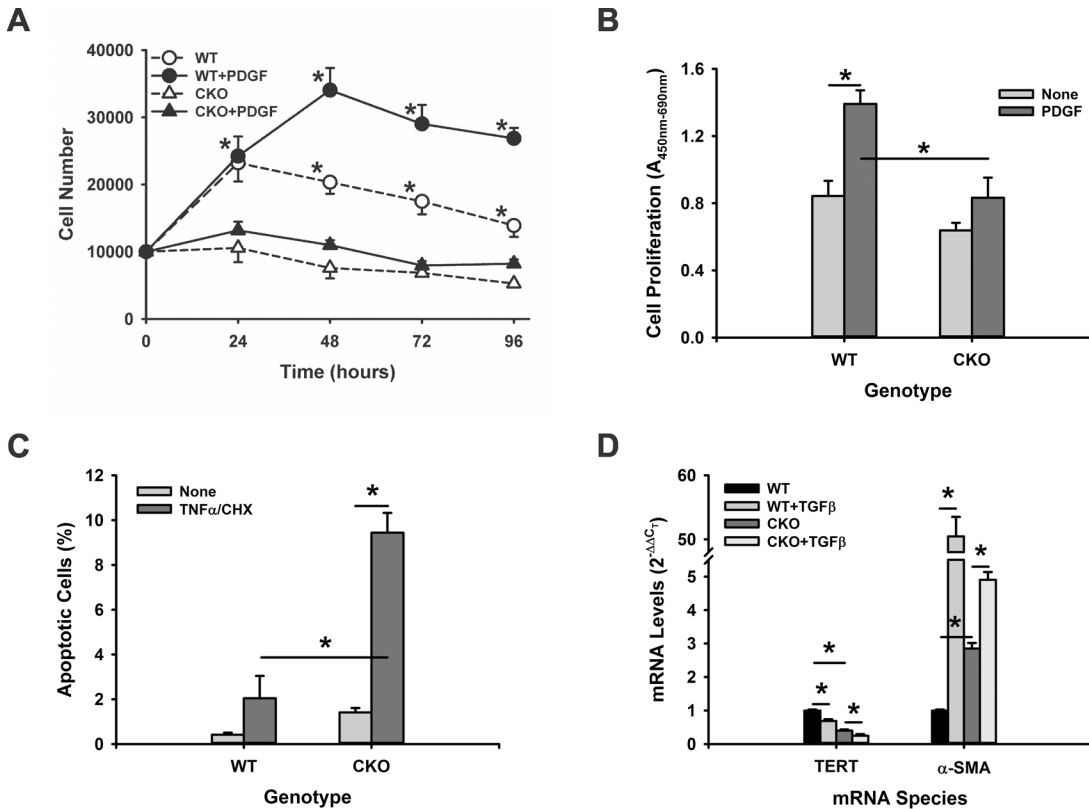 A
WT
WT+PDGF
CKO
CKO+PDGF
40000
30000
20000
10000
0
Cell Number
* * * *
* * *
0 24 48 72 96
Time (hours)
B
None
PDGF
1.6
1.2
0.8
0.4
0.0
Cell Proliferation (A450nm-690nm)
*
*
WT CKO
Genotype
C
None
TNFα/CHX
12
10
8
6
4
2
0
Apoptotic Cells (%)
*
*
WT CKO
Genotype
D
WT
WT+TGFβ
CKO
CKO+TGFβ
60
50
5
4
3
2
1
0
mRNA Levels (2-ΔΔCT)
* *
*
*
* *
TERT α-SMA
mRNA Species